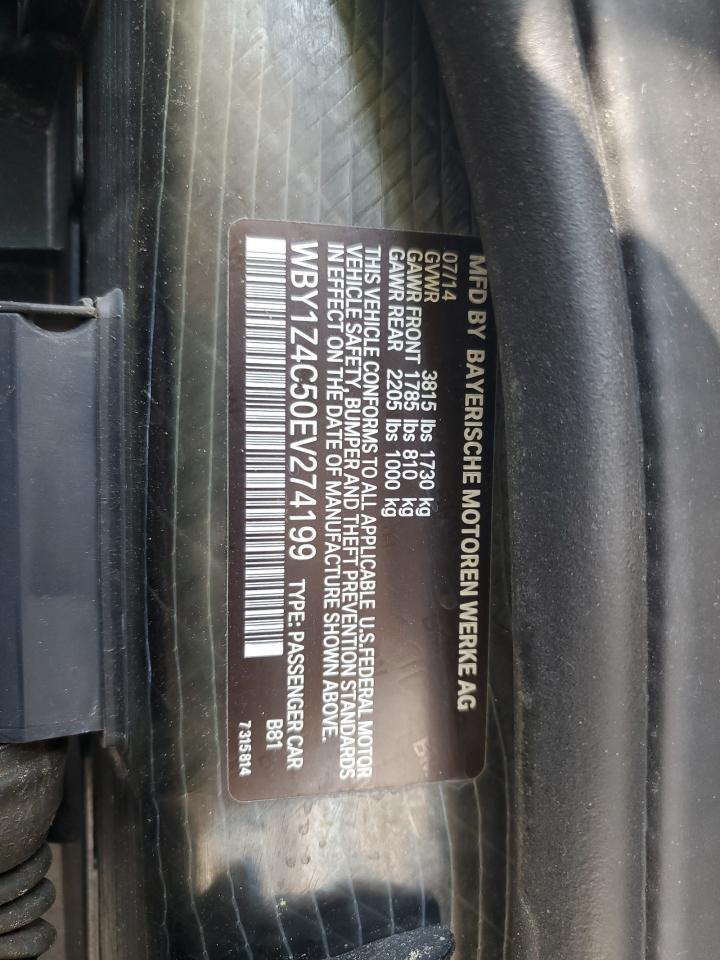 MFD BY BAYERISCHE MOTOREN WERKE AG
07/14
GVWR 3815 lbs 1730 kg
GAWR FRONT 1785 lbs 810 kg
GAWR REAR 2205 lbs 1000 kg
THIS VEHICLE CONFORMS TO ALL APPLICABLE U.S.FEDERAL MOTOR
VEHICLE SAFETY, BUMPER AND THEFT PREVENTION STANDARDS
IN EFFECT ON THE DATE OF MANUFACTURE SHOWN ABOVE.
WBY1Z4C50EV274199 TYPE: PASSENGER CAR
B81
7315814